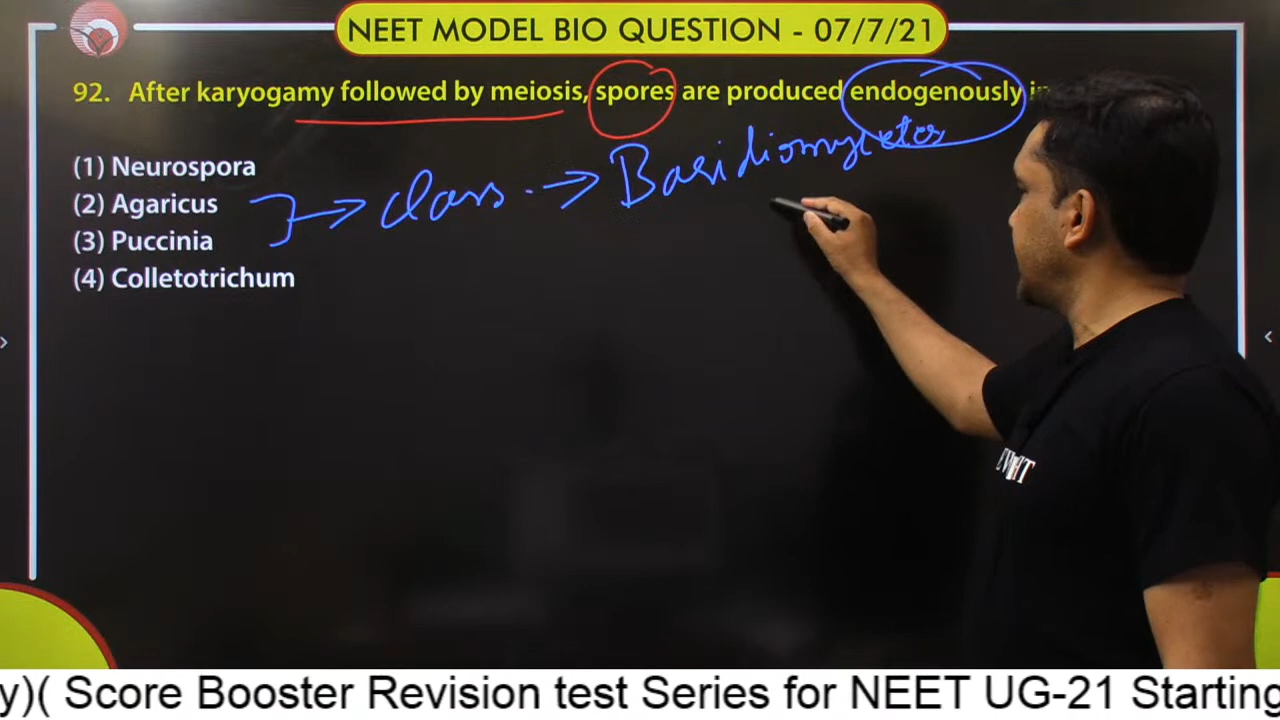 NEET MODEL BIO QUESTION - 07/7/21
92. After karyogamy followed by meiosis, spores are produced endogenously in
(1) Neurospora
(2) Agaricus
(3) Puccinia
(4) Colletotrichum
class → Basidiomycetes
y)( Score Booster Revision test Series for NEET UG-21 Starting